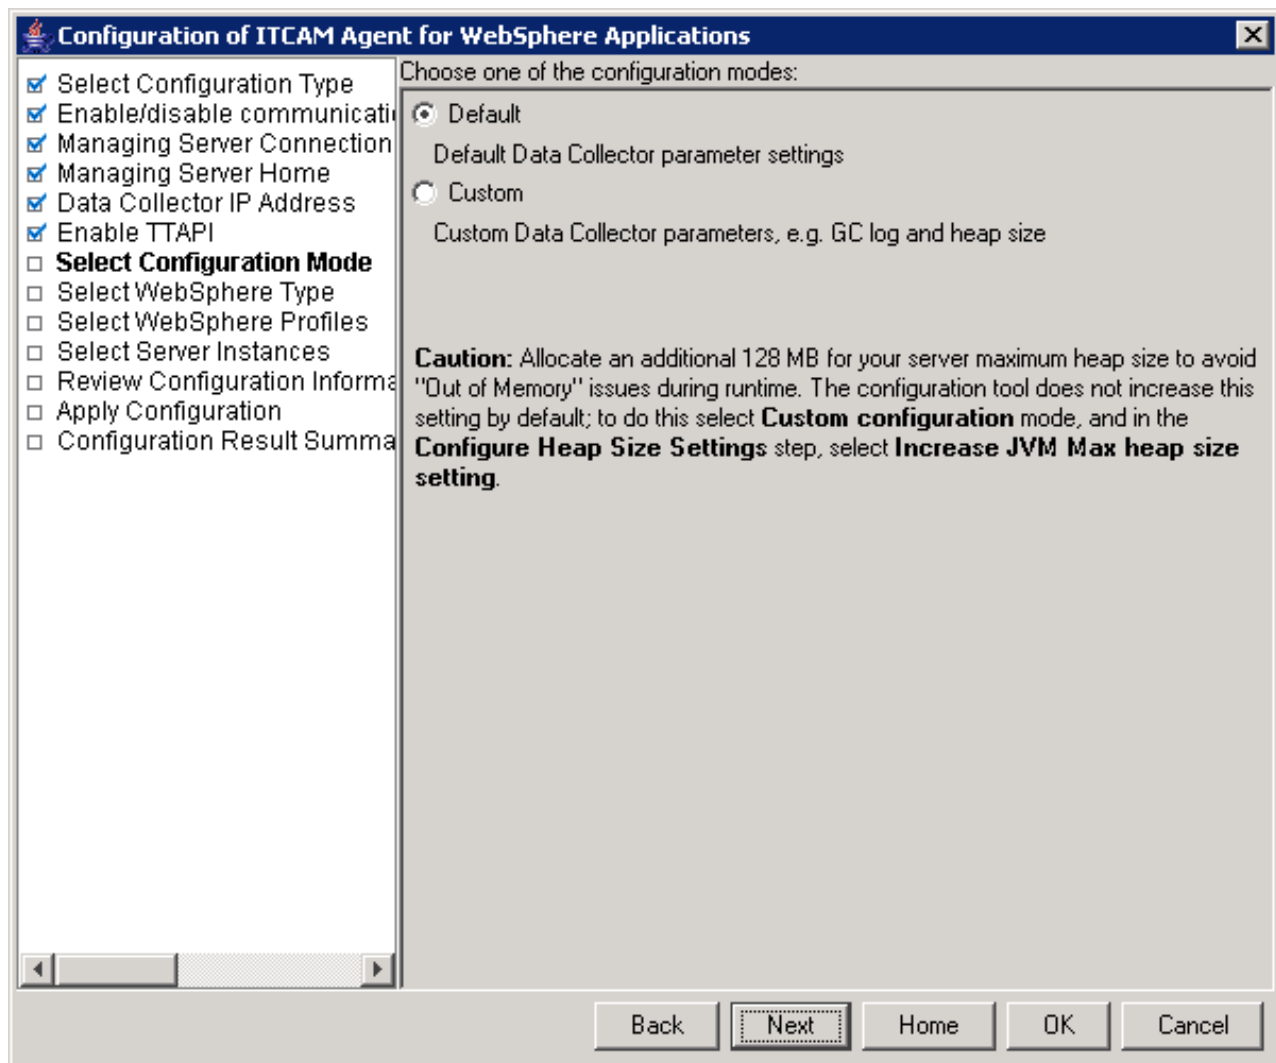 Configuration of ITCAM Agent for WebSphere Applications
Select Configuration Type
Enable/disable communicati
Managing Server Connection
Managing Server Home
Data Collector IP Address
Enable TTAPI
Select Configuration Mode
Select WebSphere Type
Select WebSphere Profiles
Select Server Instances
Review Configuration Informa
Apply Configuration
Configuration Result Summa
Choose one of the configuration modes:
Default
Default Data Collector parameter settings
Custom
Custom Data Collector parameters, e.g. GC log and heap size
Caution: Allocate an additional 128 MB for your server maximum heap size to avoid
"Out of Memory" issues during runtime. The configuration tool does not increase this
setting by default; to do this select Custom configuration mode, and in the
Configure Heap Size Settings step, select Increase JVM Max heap size
setting.
Back
Next
Home
OK
Cancel